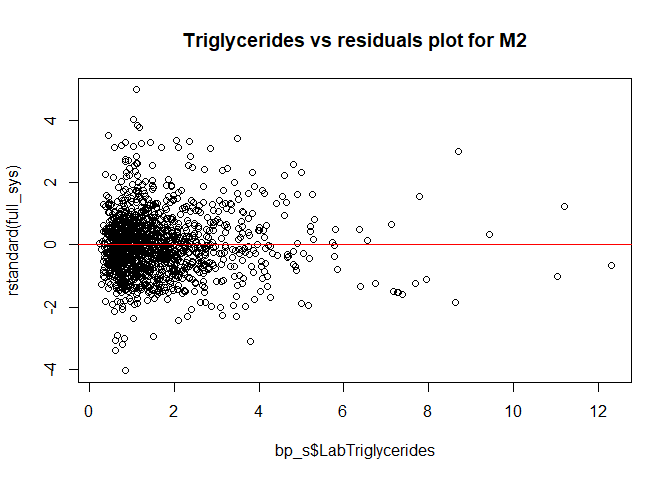 Triglycerides vs residuals plot for M2
rstandard(full_sys)
4
2
0
-2
-4
0 2 4 6 8 10 12
bp_s$LabTriglycerides